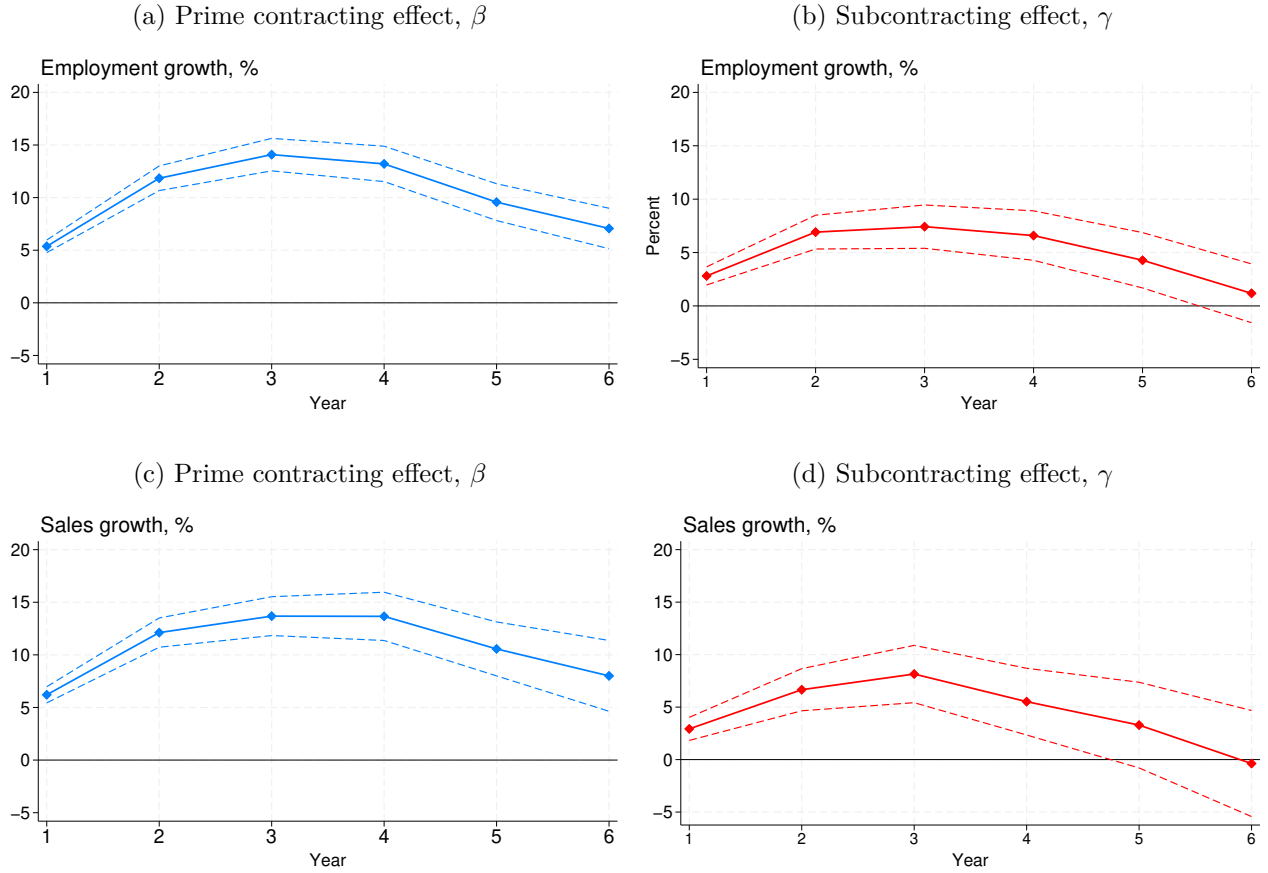 (a) Prime contracting effect, β
Employment growth, %
20
15
10
5
0
−5
1 2 3 4 5 6
Year
(b) Subcontracting effect, γ
Employment growth, %
Percent
20
15
10
5
0
−5
1 2 3 4 5 6
Year
(c) Prime contracting effect, β
Sales growth, %
20
15
10
5
0
−5
1 2 3 4 5 6
Year
(d) Subcontracting effect, γ
Sales growth, %
20
15
10
5
0
−5
1 2 3 4 5 6
Year